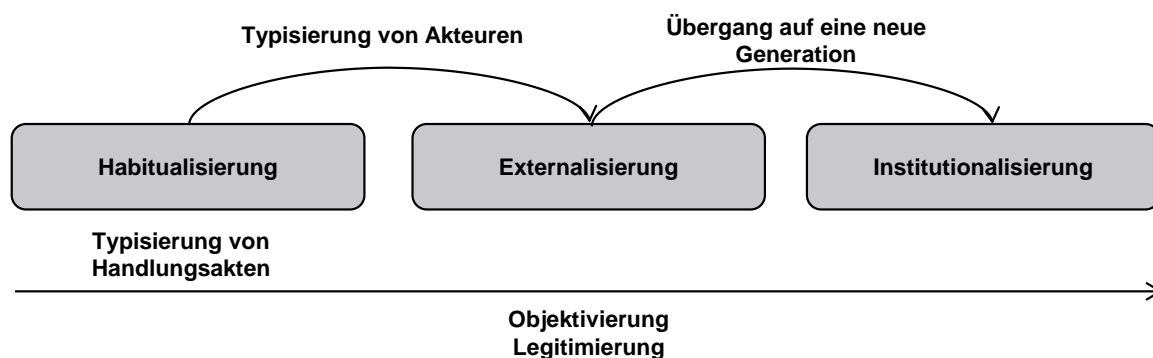 Typisierung von Akteuren
Übergang auf eine neue
Generation
Habitualisierung
Externalisierung
Institutionalisierung
Typisierung von
Handlungsakten
Objektivierung
Legitimierung